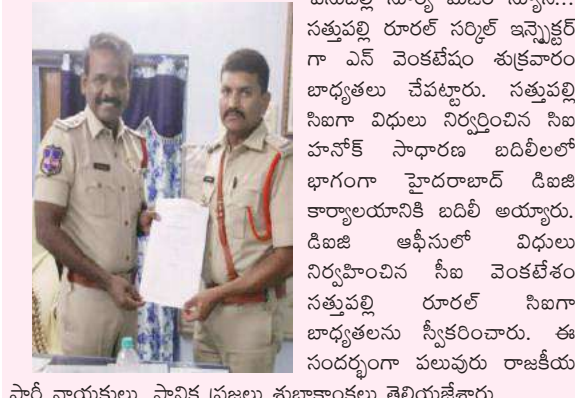 సత్తుపల్లి రూరల్ సర్కిల్ ఇన్స్పెక్టర్
గా ఎన్ వెంకటేషం శుక్రవారం
బాధ్యతలు చేపట్టారు. సత్తుపల్లి
సిఐగా విధులు నిర్వర్తించిన సిఐ
హనోక్ సాధారణ బదిలీలలో
భాగంగా హైదరాబాద్ డిఐజి
కార్యాలయానికి బదిలీ అయ్యారు.
డిఐజి ఆఫీసులో విధులు
నిర్వహించిన సీఐ వెంకటేశం
సత్తుపల్లి రూరల్ సిఐగా
బాధ్యతలను స్వీకరించారు. ఈ
సందర్భంగా పలువురు రాజకీయ
పార్టీ నాయకులు, స్థానిక ప్రజలు శుభాకాంక్షలు తెలియజేశారు